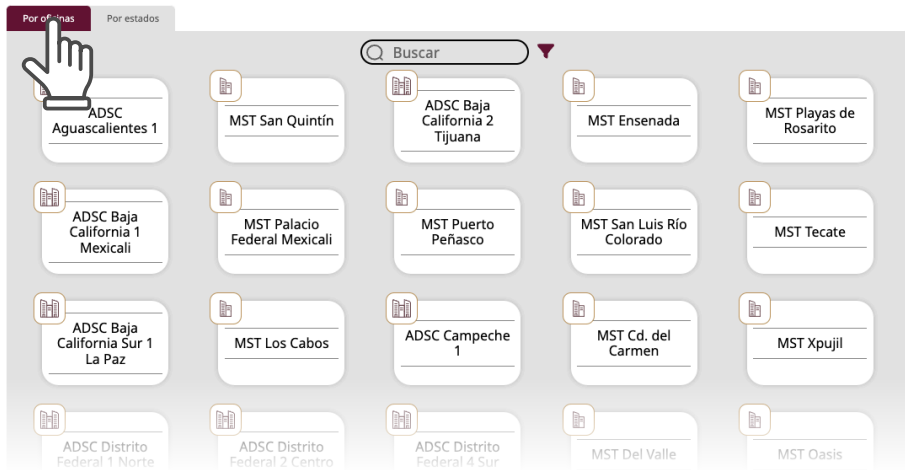 Por oficinas
Por estados
Buscar
ADSC
Aguascalientes 1
MST San Quintín
ADSC Baja
California 2
Tijuana
MST Ensenada
MST Playas de
Rosarito
ADSC Baja
California 1
Mexicali
MST Palacio
Federal Mexicali
MST Puerto
Peñasco
MST San Luis Río
Colorado
MST Tecate
ADSC Baja
California Sur 1
La Paz
MST Los Cabos
ADSC Campeche
1
MST Cd. del
Carmen
MST Xpujil
ADSC Distrito
Federal 1 Norte
ADSC Distrito
Federal 2 Centro
ADSC Distrito
Federal 4 Sur
MST Del Valle
MST Oasis